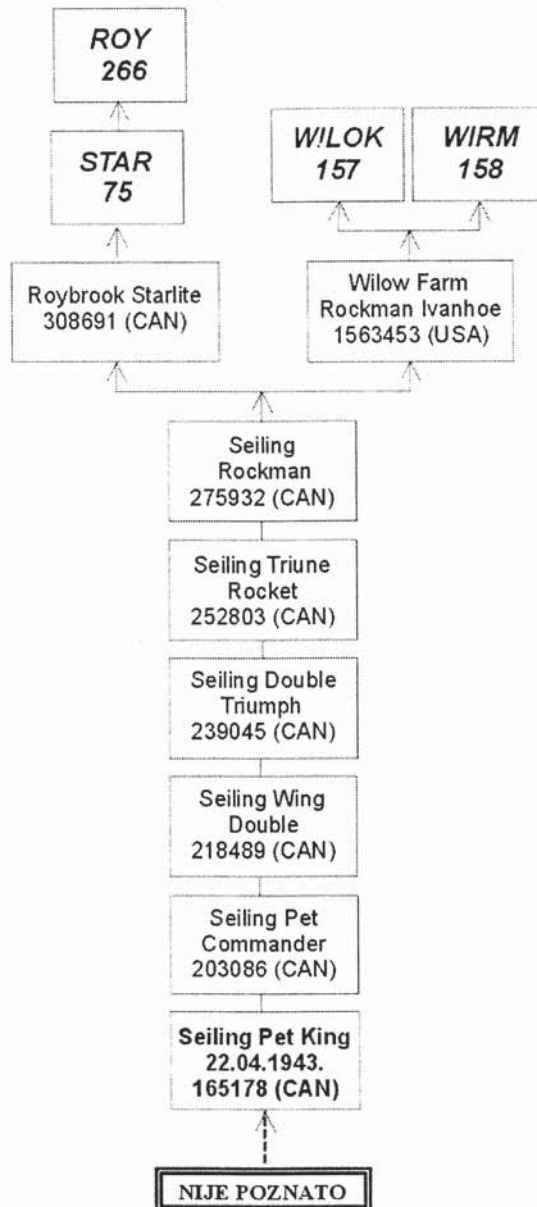 ROY
266
STAR
75
W!LOK
157
WIRM
158
Roybrook Starlite
308691 (CAN)
Wilow Farm
Rockman Ivanhoe
1563453 (USA)
Seiling
Rockman
275932 (CAN)
Seiling Triune
Rocket
252803 (CAN)
Seiling Double
Triumph
239045 (CAN)
Seiling Wing
Double
218489 (CAN)
Seiling Pet
Commander
203086 (CAN)
Seiling Pet King
22.04.1943.
165178 (CAN)
NIJE POZNATO